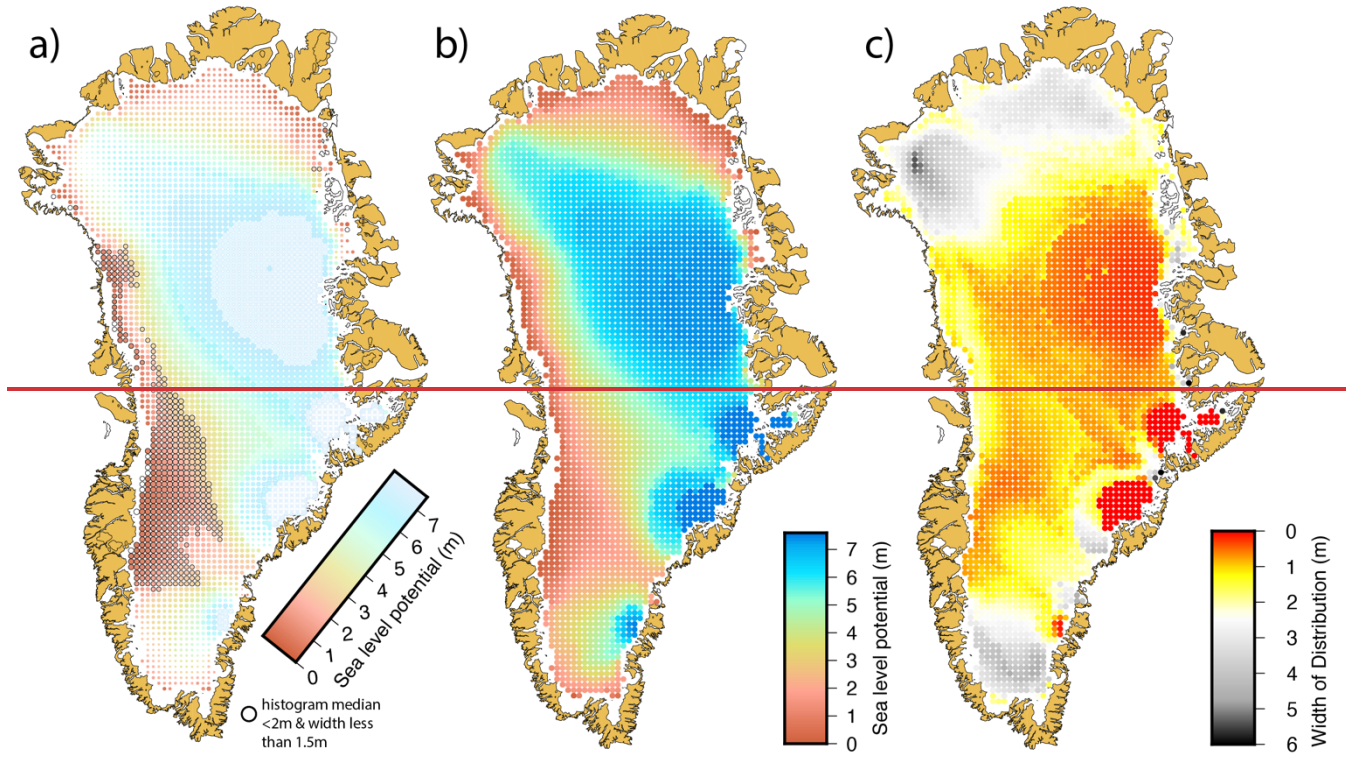 a)
b)
c)
0 1 2 3 4 5 6 7
Sea level potential (m)
histogram median
<2m & width less
than 1.5m
7
6
5
4
3
2
1
0
Sea level potential (m)
0
1
2
3
4
5
6
Width of Distribution (m)